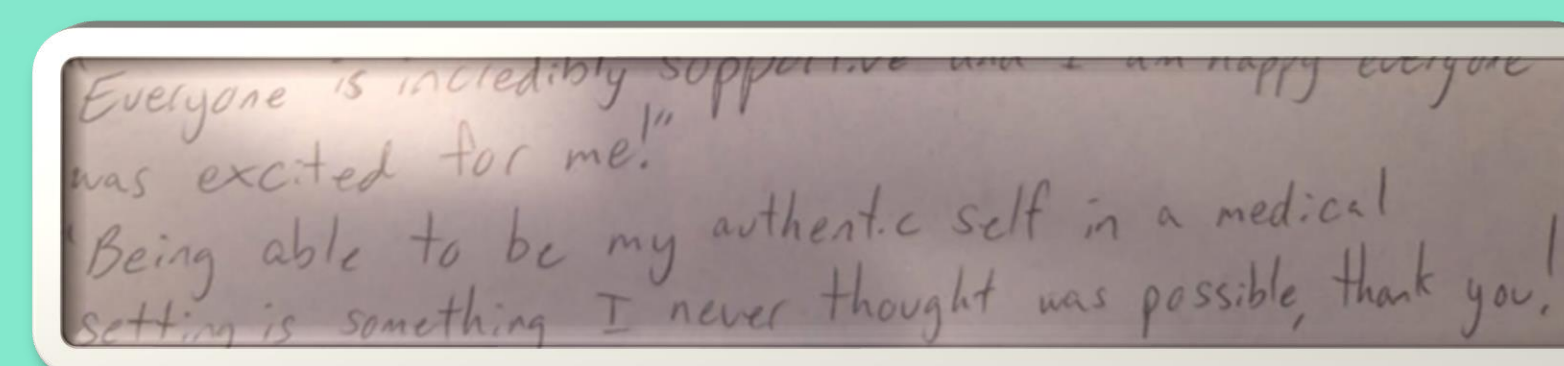 "Everyone is incredibly supportive and I am happy everyone
was excited for me!"
"Being able to be my authentic self in a medical
setting is something I never thought was possible, thank you!